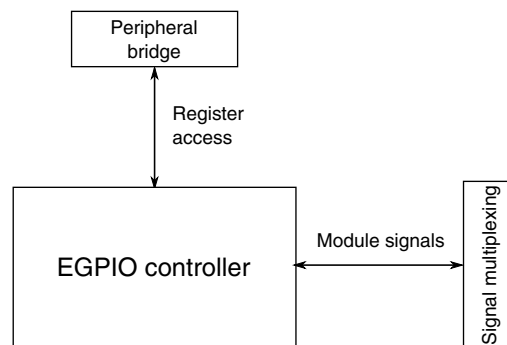 Peripheral
bridge
Register
access
EGPIO controller
Module signals
Signal multiplexing